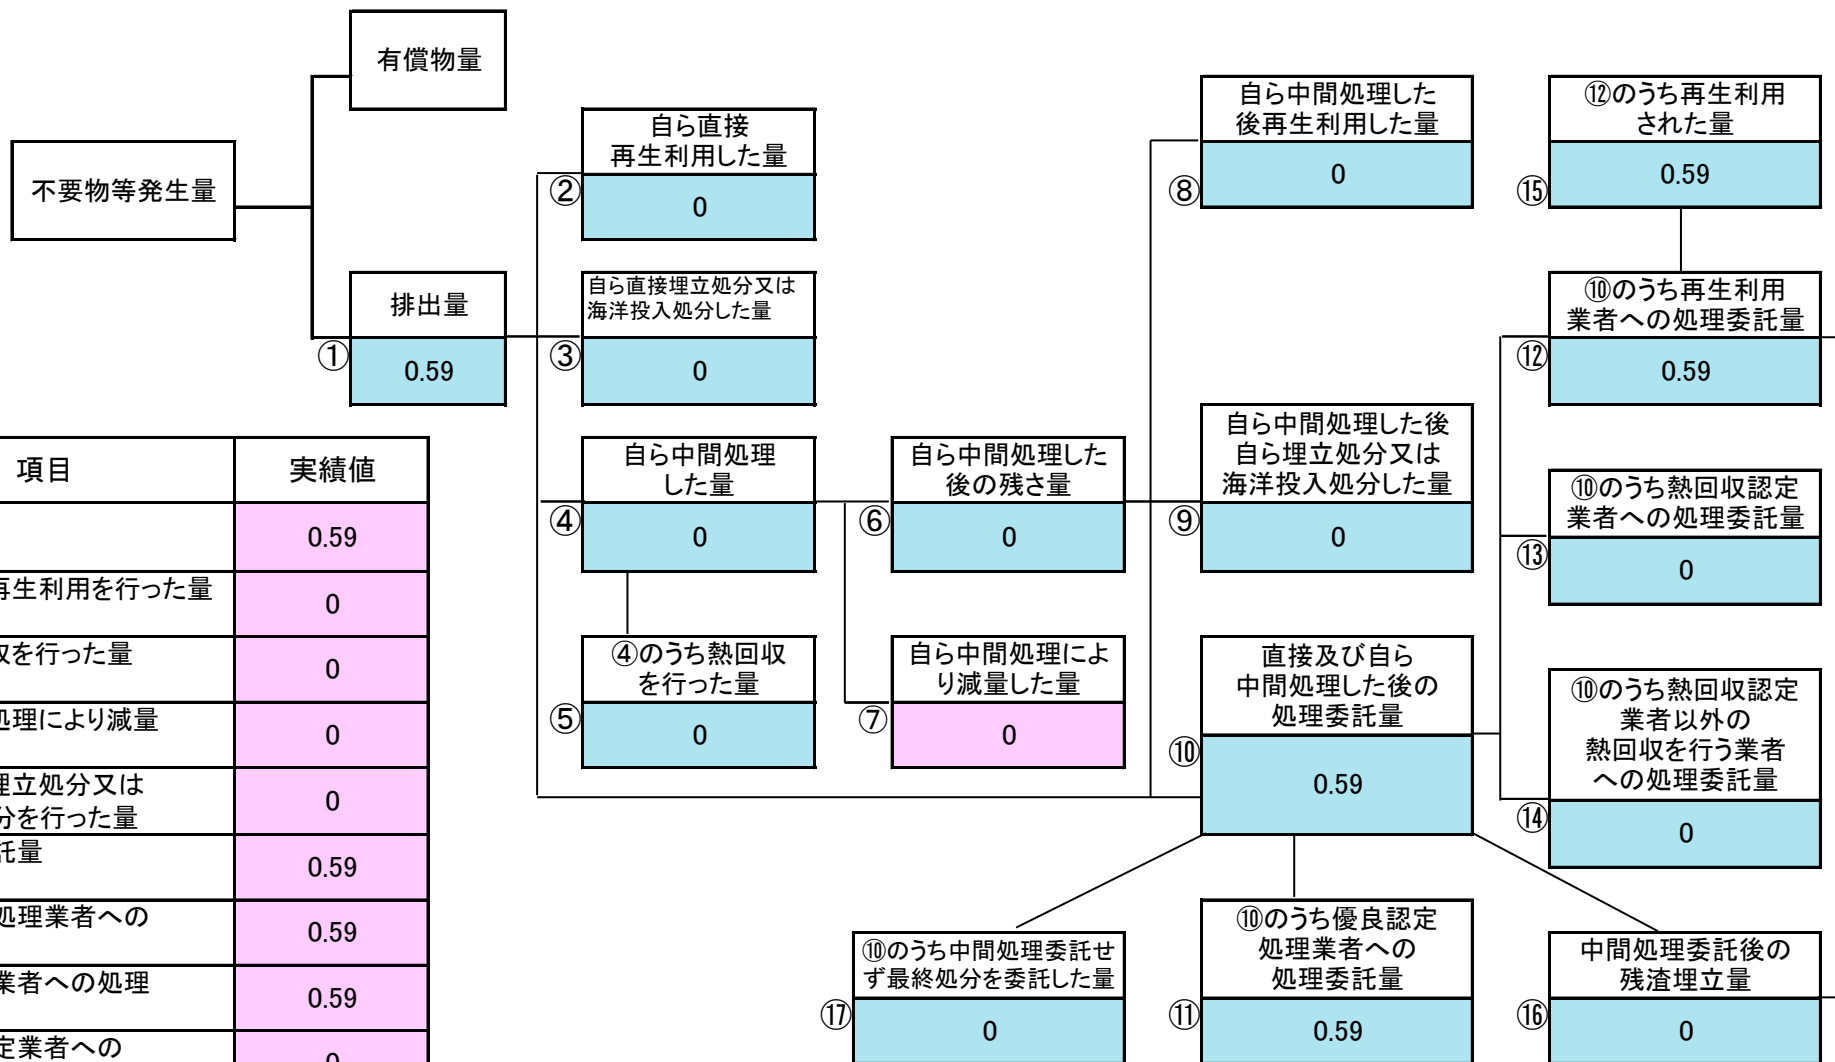 有償物量
不要物等発生量
排出量
①
0.59
自ら直接
再生利用した量
②
0
自ら直接埋立処分又は
海洋投入処分した量
③
0
自ら中間処理
した量
④
0
④のうち熱回収
を行った量
⑤
0
自ら中間処理した
後の残さ量
⑥
0
自ら中間処理によ
り減量した量
⑦
0
自ら中間処理した
後再生利用した量
⑧
0
自ら中間処理した後
自ら埋立処分又は
海洋投入処分した量
⑨
0
直接及び自ら
中間処理した後の
処理委託量
⑩
0.59
⑩のうち優良認定
処理業者への
処理委託量
⑪
0.59
⑩のうち中間処理委託せ
ず最終処分を委託した量
⑰
0
⑫のうち再生利用
された量
⑮
0.59
⑩のうち再生利用
業者への処理委託量
⑫
0.59
⑩のうち熱回収認定
業者への処理委託量
⑬
0
⑩のうち熱回収認定
業者以外の
熱回収を行う業者
への処理委託量
⑭
0
中間処理委託後の
残渣埋立量
⑯
0
項目 実績値
0.59
再生利用を行った量
0
収を行った量
0
処理により減量
0
埋立処分又は
分を行った量
0
託量
0.59
処理業者への
0.59
業者への処理
0.59
定業者への
0